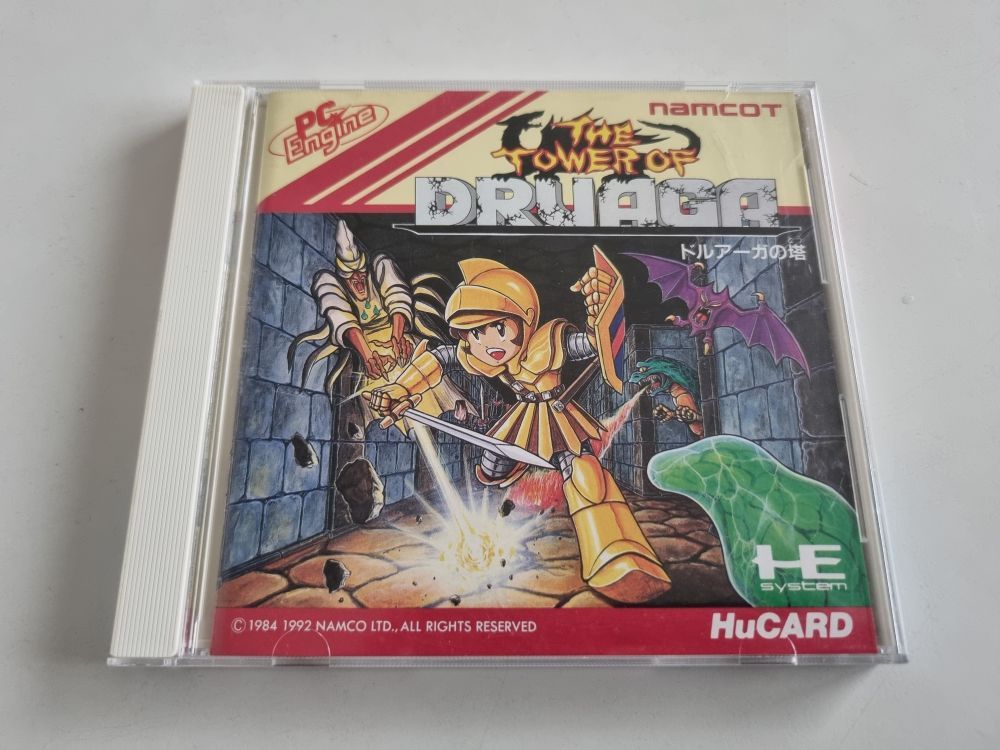 PC
Engine
namcoT
THE
TOWER OF
DRUAGA
ドルアーガの塔
HE
system
© 1984 1992 NAMCO LTD., ALL RIGHTS RESERVED
HuCARD